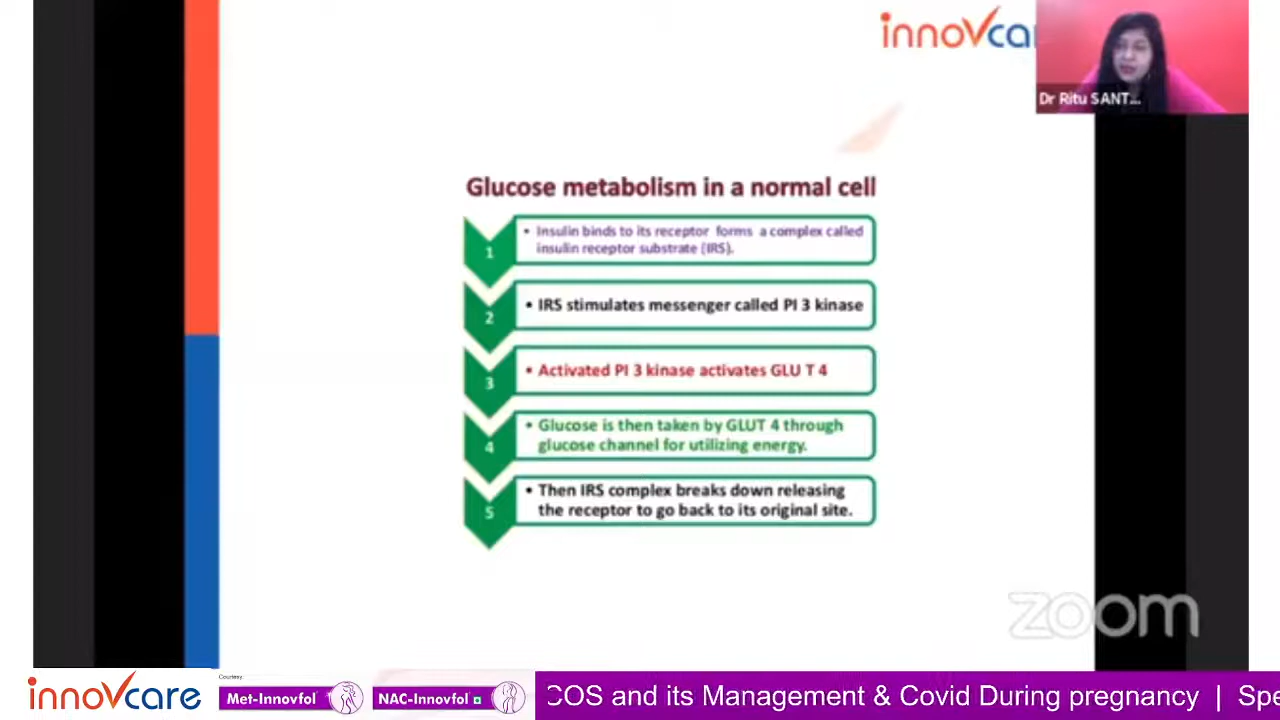 innovca
Dr Ritu SANT...
Glucose metabolism in a normal cell
1
• Insulin binds to its receptor forms a complex called
insulin receptor substrate (IRS).
2
• IRS stimulates messenger called PI 3 kinase
3
• Activated PI 3 kinase activates GLU T 4
4
• Glucose is then taken by GLUT 4 through
glucose channel for utilizing energy.
5
• Then IRS complex breaks down releasing
the receptor to go back to its original site.
zoom
innovcare
Courtesy:
Met-Innovfol
NAC-Innovfol
COS and its Management & Covid During pregnancy | Spe